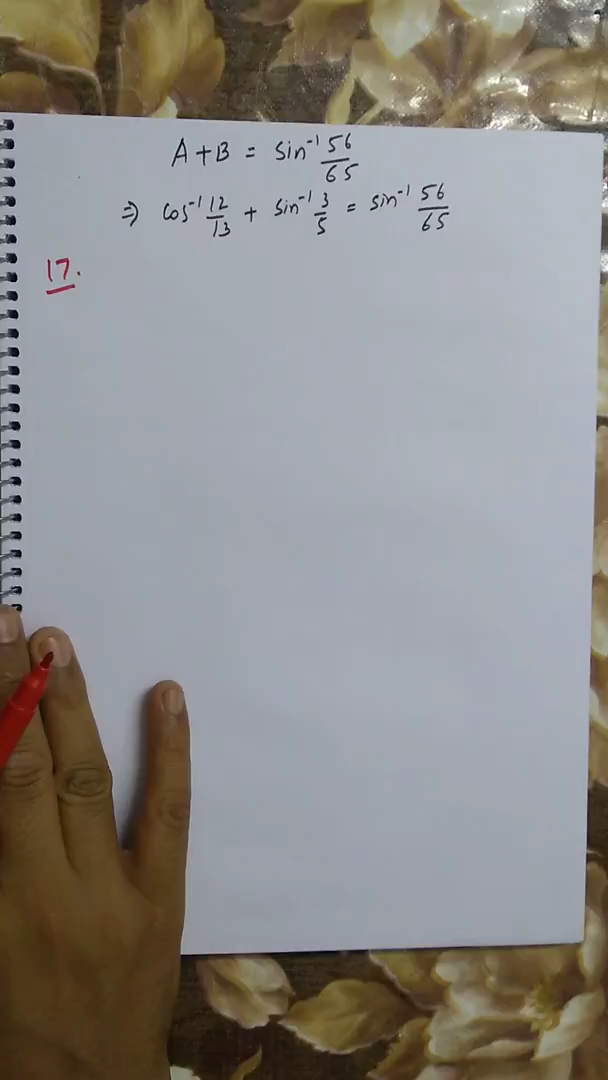 A + B = sin⁻¹ 56/65
⇒ cos⁻¹ 12/13 + sin⁻¹ 3/5 = sin⁻¹ 56/65
17.